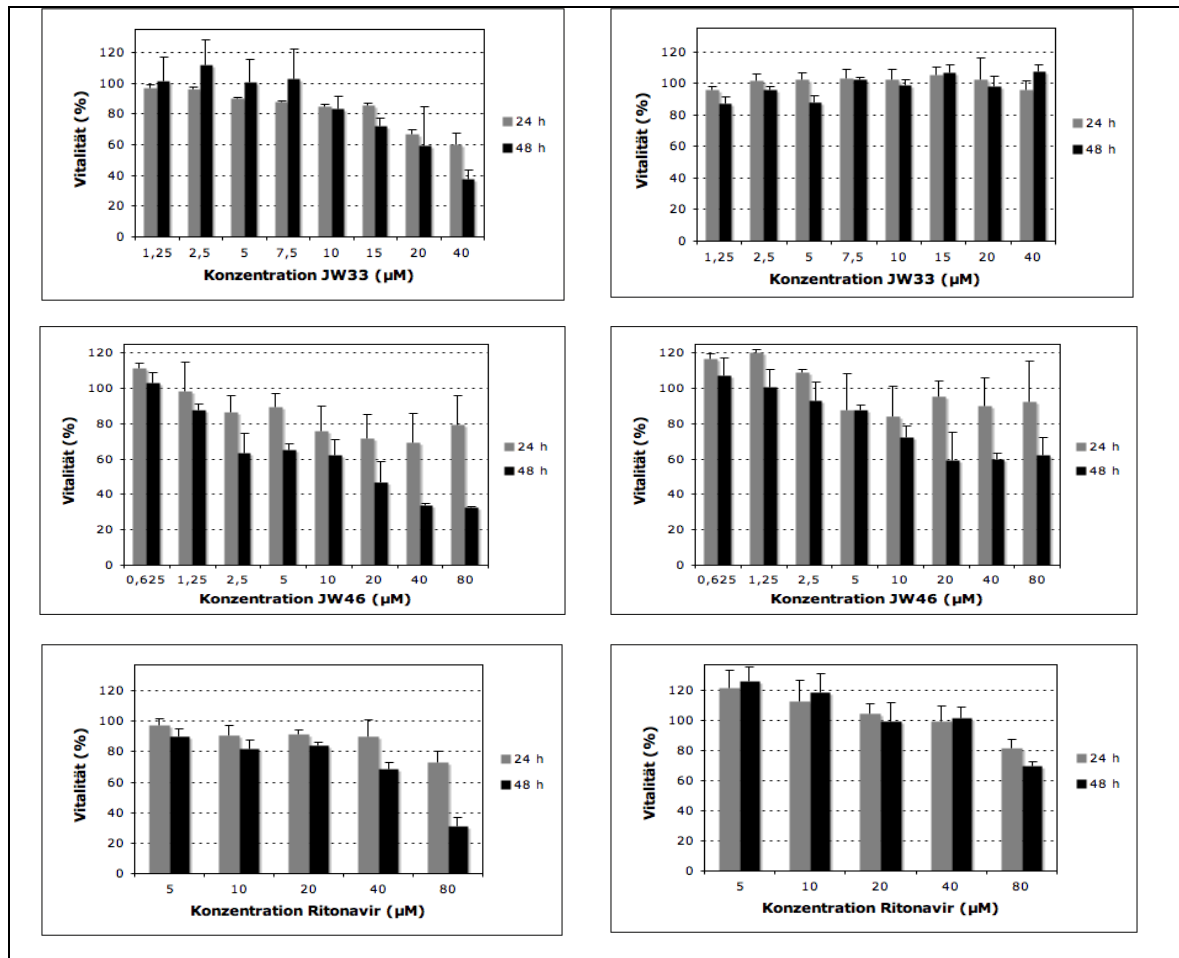 Vitalität (%)
120
100
80
60
40
20
0
1,25 2,5 5 7,5 10 15 20 40
Konzentration JW33 (µM)
24 h
48 h
Vitalität (%)
120
100
80
60
40
20
0
1,25 2,5 5 7,5 10 15 20 40
Konzentration JW33 (µM)
24 h
48 h
Vitalität (%)
120
100
80
60
40
20
0
0,625 1,25 2,5 5 10 20 40 80
Konzentration JW46 (µM)
24 h
48 h
Vitalität (%)
120
100
80
60
40
20
0
0,625 1,25 2,5 5 10 20 40 80
Konzentration JW46 (µM)
24 h
48 h
Vitalität (%)
120
100
80
60
40
20
0
5 10 20 40 80
Konzentration Ritonavir (µM)
24 h
48 h
Vitalität (%)
120
100
80
60
40
20
0
5 10 20 40 80
Konzentration Ritonavir (µM)
24 h
48 h